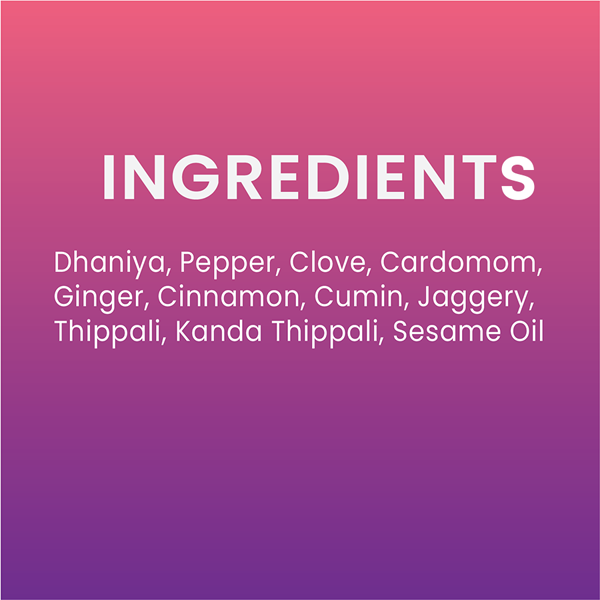 INGREDIENTS
Dhaniya, Pepper, Clove, Cardomom,
Ginger, Cinnamon, Cumin, Jaggery,
Thippali, Kanda Thippali, Sesame Oil